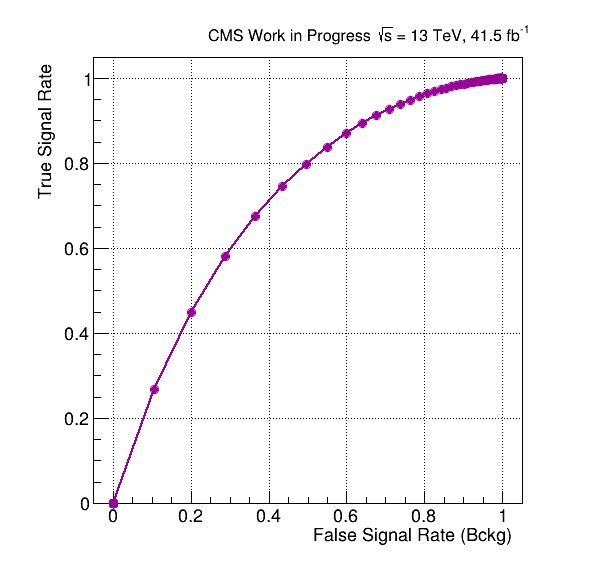 CMS Work in Progress √s = 13 TeV, 41.5 fb⁻¹
True Signal Rate
1
0.8
0.6
0.4
0.2
0
0 0.2 0.4 0.6 0.8 1
False Signal Rate (Bckg)